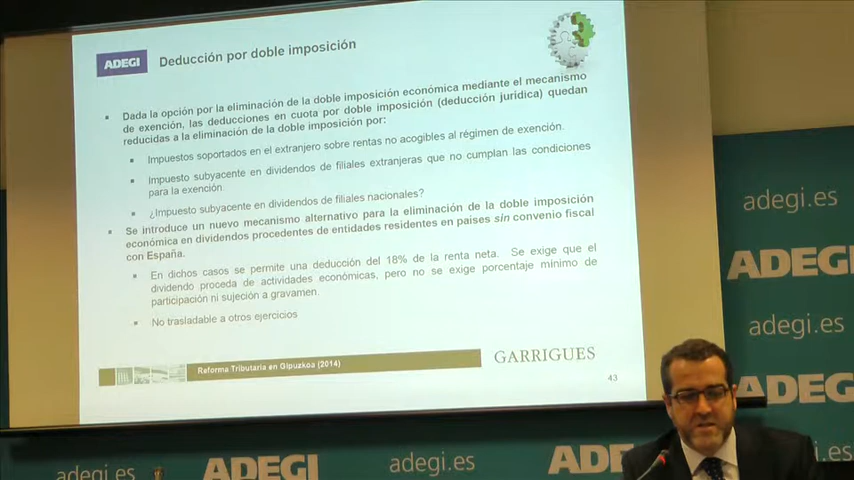 ADEGI
Deducción por doble imposición
▪ Dada la opción por la eliminación de la doble imposición económica mediante el mecanismo
de exención, las deducciones en cuota por doble imposición (deducción jurídica) quedan
reducidas a la eliminación de la doble imposición por:
▪ Impuestos soportados en el extranjero sobre rentas no acogibles al régimen de exención.
▪ Impuesto subyacente en dividendos de filiales extranjeras que no cumplan las condiciones
para la exención.
▪ ¿Impuesto subyacente en dividendos de filiales nacionales?
▪ Se introduce un nuevo mecanismo alternativo para la eliminación de la doble imposición
económica en dividendos procedentes de entidades residentes en países sin convenio fiscal
con España.
▪ En dichos casos se permite una deducción del 18% de la renta neta. Se exige que el
dividendo proceda de actividades económicas, pero no se exige porcentaje mínimo de
participación ni sujeción a gravamen.
▪ No trasladable a otros ejercicios
Reforma Tributaria en Gipuzkoa (2014)
GARRIGUES
43
adegi.es
ADEGI
adegi.es
ADEGI
adegi.es
ADEGI
adegi.es
ADEGI